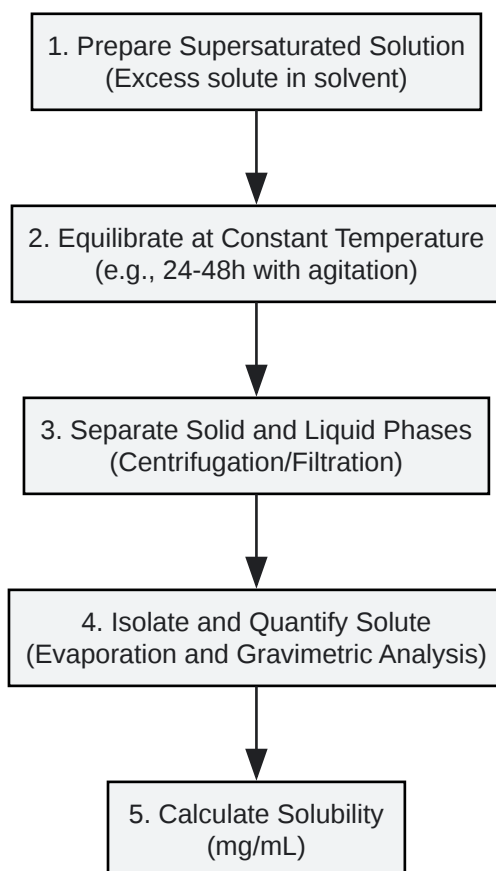 1. Prepare Supersaturated Solution
(Excess solute in solvent)
2. Equilibrate at Constant Temperature
(e.g., 24-48h with agitation)
3. Separate Solid and Liquid Phases
(Centrifugation/Filtration)
4. Isolate and Quantify Solute
(Evaporation and Gravimetric Analysis)
5. Calculate Solubility
(mg/mL)